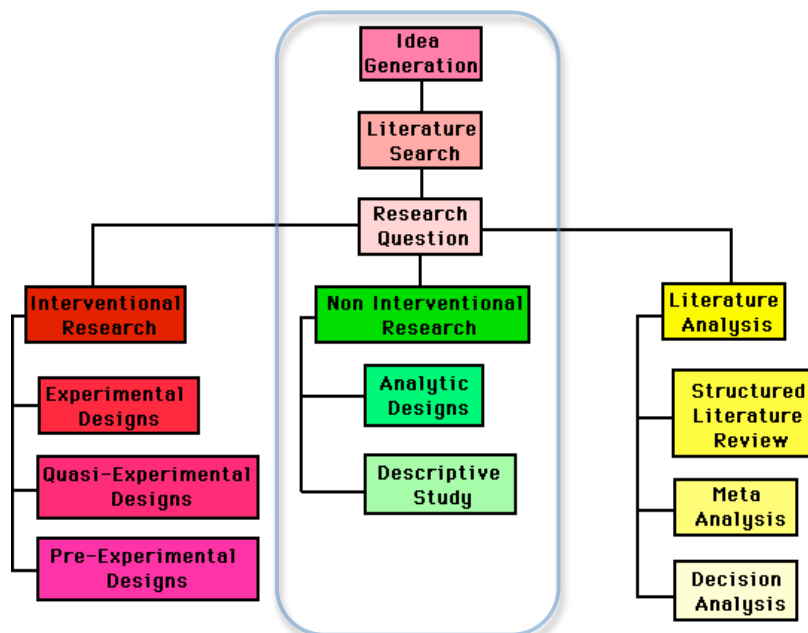 Idea
Generation
Literature
Search
Research
Question
Interventional
Research
Non Interventional
Research
Literature
Analysis
Experimental
Designs
Analytic
Designs
Structured
Literature
Review
Quasi-Experimental
Designs
Descriptive
Study
Meta
Analysis
Pre-Experimental
Designs
Decision
Analysis